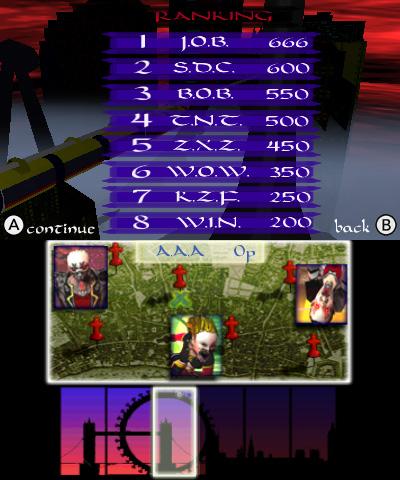 RANKING
1 J.O.B. 666
2 S.D.C. 600
3 B.O.B. 550
4 T.N.T. 500
5 Z.X.Z. 450
6 W.O.W. 350
7 K.Z.F. 250
8 W.I.N. 200
A continue
back B
A.A.A 0p